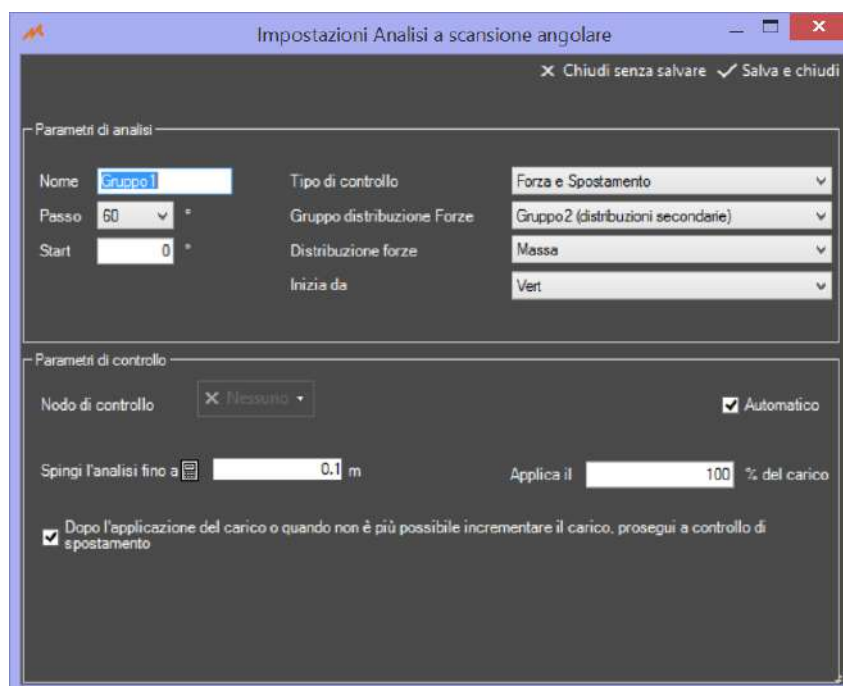 Impostazioni Analisi a scansione angolare
Chiudi senza salvare Salva e chiudi
Parametri di analisi
Nome Gruppo1 Tipo di controllo Forza e Spostamento
Passo 60 ° Gruppo distribuzione Forze Gruppo2 (distribuzioni secondarie)
Start 0 ° Distribuzione forze Massa
Inizia da Vert
Parametri di controllo
Nodo di controllo Nessuno Automatico
Spingi l'analisi fino a 0.1 m Applica il 100 % del carico
Dopo l'applicazione del carico o quando non è più possibile incrementare il carico, prosegui a controllo di
spostamento